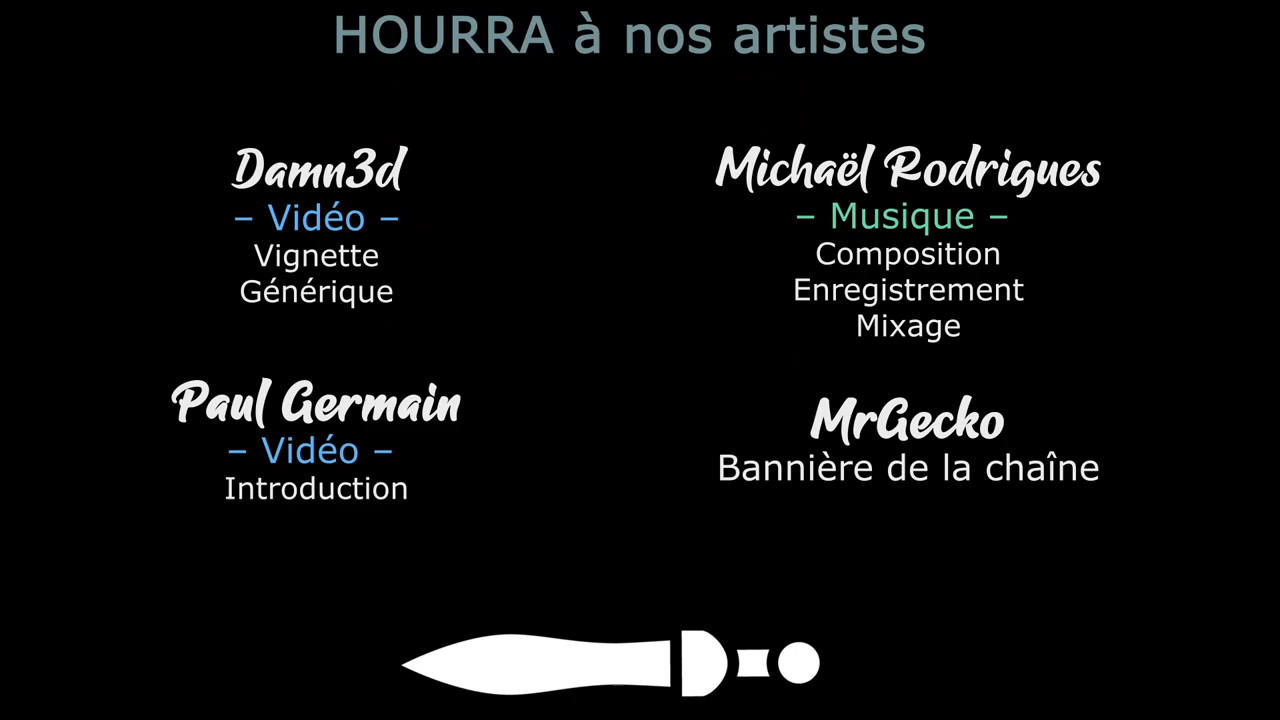 HOURRA à nos artistes
Damn3d
– Vidéo –
Vignette
Générique
Michaël Rodrigues
– Musique –
Composition
Enregistrement
Mixage
Paul Germain
– Vidéo –
Introduction
MrGecko
Bannière de la chaîne